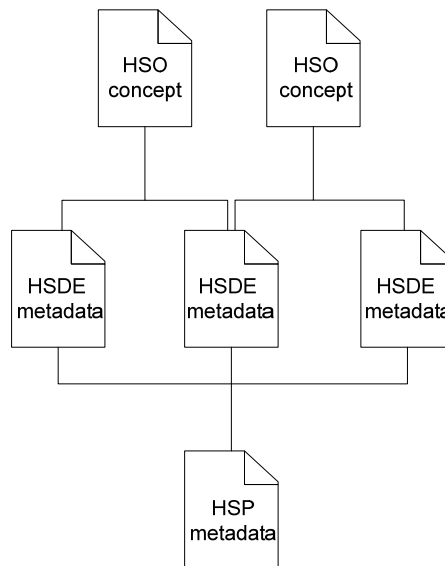 HSO
concept
HSO
concept
HSDE
metadata
HSDE
metadata
HSDE
metadata
HSP
metadata